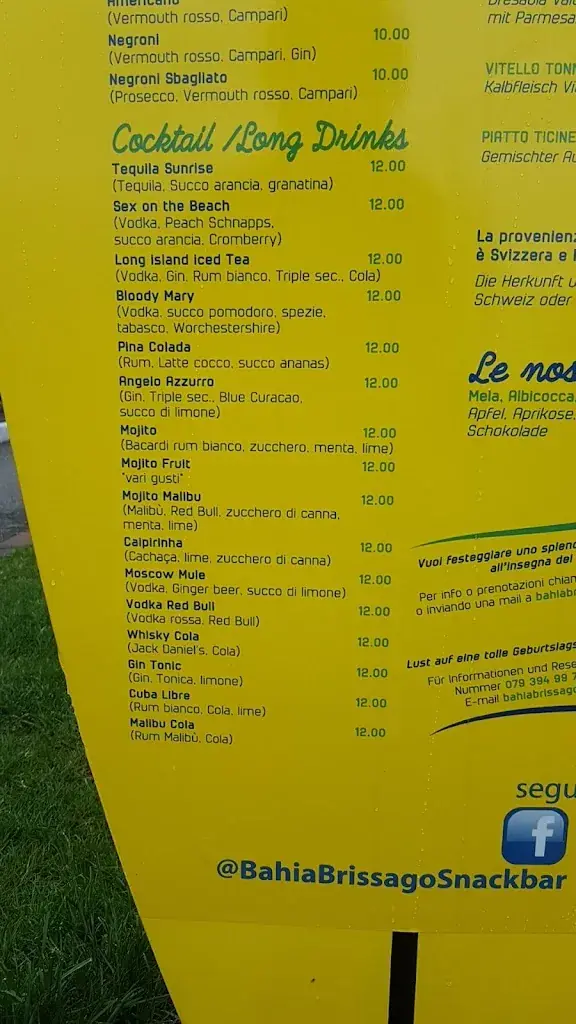 Americano
(Vermouth rosso, Campari)
Negroni 10.00
(Vermouth rosso, Campari, Gin)
Negroni Sbagliato 10.00
(Prosecco, Vermouth rosso, Campari)
Cocktail /Long Drinks
Tequila Sunrise 12.00
(Tequila, Succo arancia, granatina)
Sex on the Beach 12.00
(Vodka, Peach Schnapps,
succo arancia, Cromberry)
Long island iced Tea 12.00
(Vodka, Gin, Rum bianco, Triple sec., Cola)
Bloody Mary 12.00
(Vodka, succo pomodoro, spezie,
tabasco, Worchestershire)
Pina Colada 12.00
(Rum, Latte cocco, succo ananas)
Angelo Azzurro 12.00
(Gin, Triple sec., Blue Curacao,
succo di limone)
Mojito 12.00
(Bacardi rum bianco, zucchero, menta, lime)
Mojito Fruit 12.00
"vari gusti"
Mojito Malibu 12.00
(Malibù, Red Bull, zucchero di canna,
menta, lime)
Caipirinha 12.00
(Cachaça, lime, zucchero di canna)
Moscow Mule 12.00
(Vodka, Ginger beer, succo di limone)
Vodka Red Bull 12.00
(Vodka rossa, Red Bull)
Whisky Cola 12.00
(Jack Daniel's, Cola)
Gin Tonic 12.00
(Gin, Tonica, limone)
Cuba Libre 12.00
(Rum bianco, Cola, lime)
Malibu Cola 12.00
(Rum Malibù, Cola)
mit Parmesa
VITELLO TONN
Kalbfleisch Vi
PIATTO TICINE
Gemischter Au
La provenienz
è Svizzera e
Die Herkunft u
Schweiz oder
Le nos
Mela, Albicocca,
Apfel, Aprikose,
Schokolade
Vuoi festeggiare uno splend
all'insegna del
Per info o prenotazioni chiam
o inviando una mail a bahiab
Lust auf eine tolle Geburtstags
Für Informationen und Rese
Nummer 079 394 99 7
E-mail bahiabrissago
segu
f
@BahiaBrissagoSnackbar